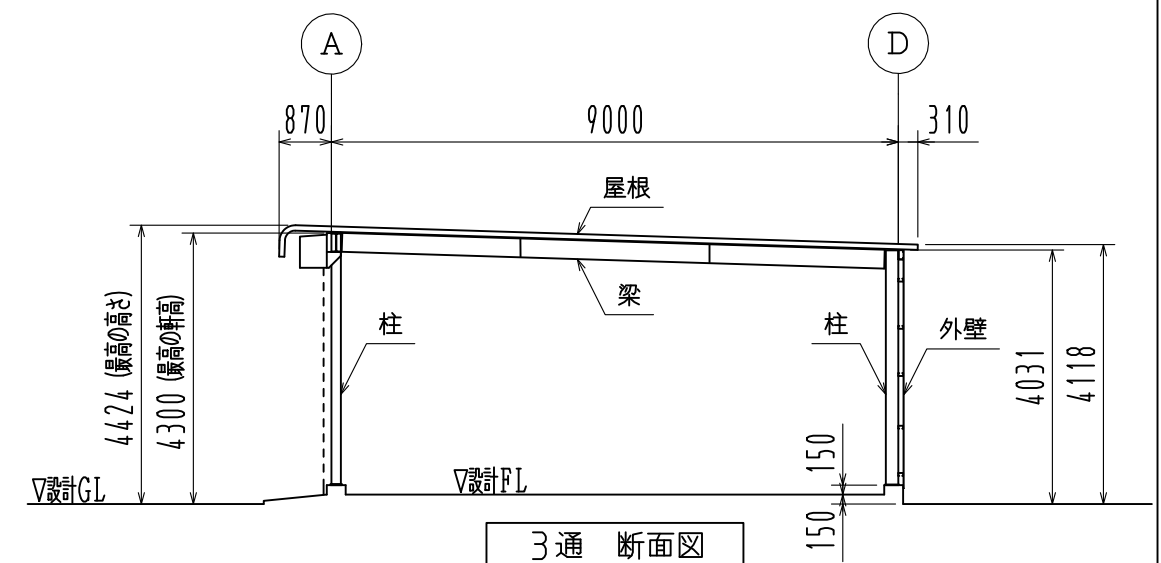 A
D
870
9000
310
屋根
梁
柱
柱
外壁
4424 (最高の高さ)
4300 (最高の軒高)
4031
4118
150
150
▽設計GL
▽設計FL
3通 断面図